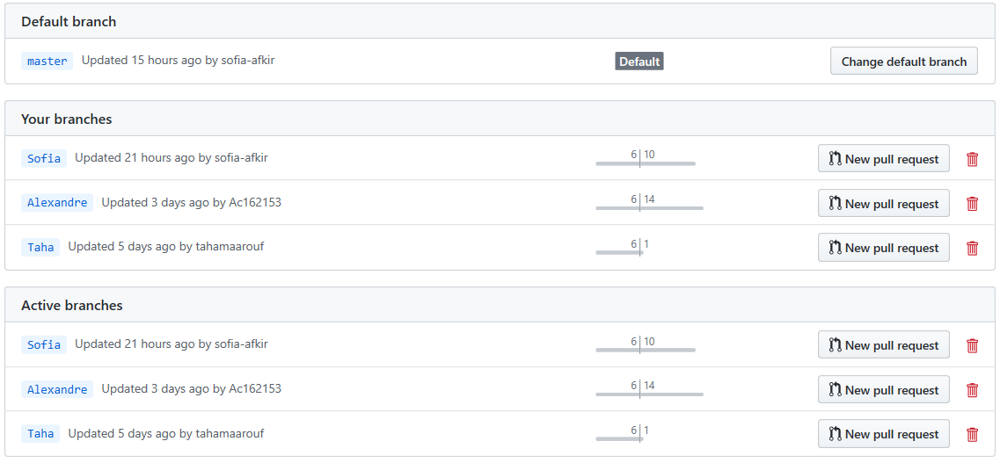 Default branch
master Updated 15 hours ago by sofia-afkir Default Change default branch
Your branches
Sofia Updated 21 hours ago by sofia-afkir 6 10 New pull request
Alexandre Updated 3 days ago by Ac162153 6 14 New pull request
Taha Updated 5 days ago by tahamaarouf 6 1 New pull request
Active branches
Sofia Updated 21 hours ago by sofia-afkir 6 10 New pull request
Alexandre Updated 3 days ago by Ac162153 6 14 New pull request
Taha Updated 5 days ago by tahamaarouf 6 1 New pull request